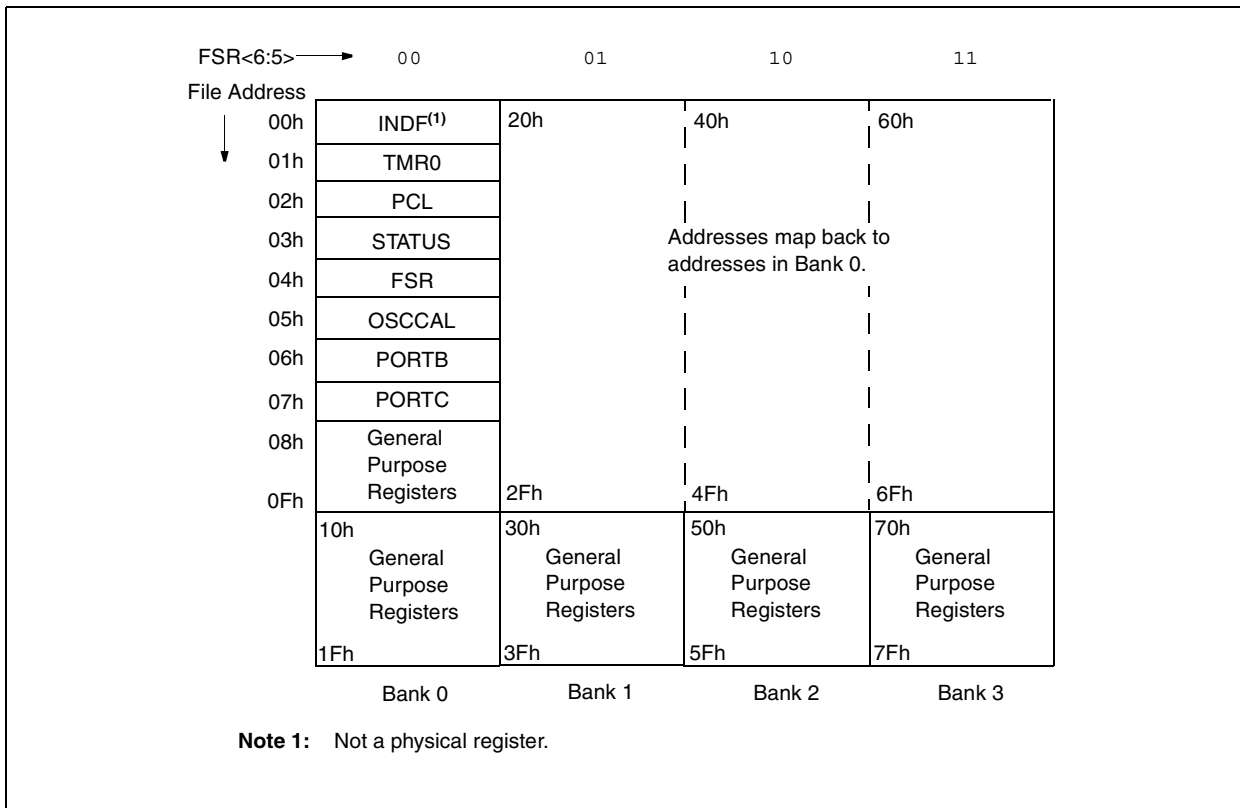 FSR<6:5> 00 01 10 11
File Address
00h INDF(1) 20h 40h 60h
01h TMR0
02h PCL
03h STATUS Addresses map back to
04h FSR addresses in Bank 0.
05h OSCCAL
06h PORTB
07h PORTC
08h General
Purpose
Registers
0Fh 2Fh 4Fh 6Fh
10h 30h 50h 70h
General General General General
Purpose Purpose Purpose Purpose
Registers Registers Registers Registers
1Fh 3Fh 5Fh 7Fh
Bank 0 Bank 1 Bank 2 Bank 3
Note 1: Not a physical register.